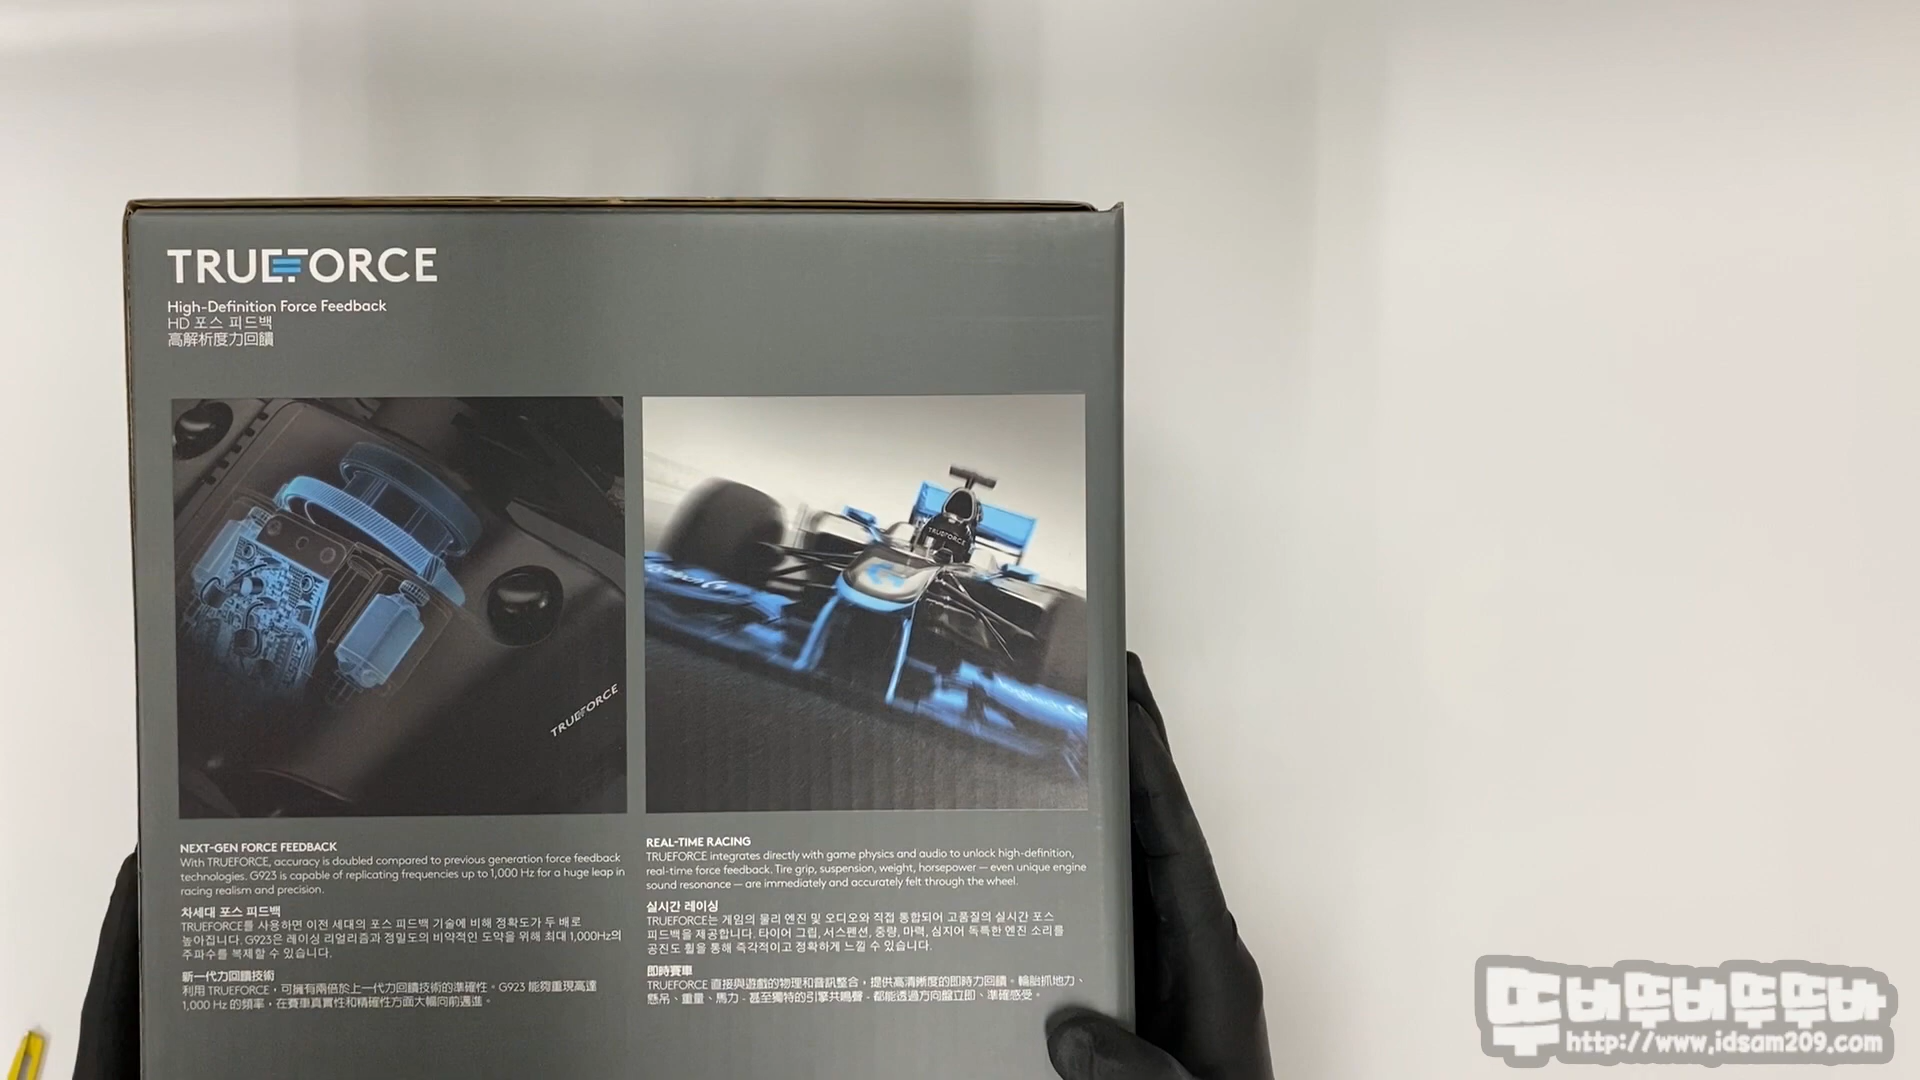 TRUEFORCE
High-Definition Force Feedback
HD 포스 피드백
高解析度力回饋
TRUEFORCE
TRUEFORCE
NEXT-GEN FORCE FEEDBACK
With TRUEFORCE, accuracy is doubled compared to previous generation force feedback
technologies. G923 is capable of replicating frequencies up to 1,000 Hz for a huge leap in
racing realism and precision.
차세대 포스 피드백
TRUEFORCE를 사용하면 이전 세대의 포스 피드백 기술에 비해 정확도가 두 배로
높아집니다. G923은 레이싱 리얼리즘과 정밀도의 비약적인 도약을 위해 최대 1,000Hz의
주파수를 복제할 수 있습니다.
新一代力回饋技術
利用 TRUEFORCE，可擁有兩倍於上一代力回饋技術的準確性。G923 能夠重現高達
1,000 Hz 的頻率，在賽車真實性和精確性方面大幅向前邁進。
REAL-TIME RACING
TRUEFORCE integrates directly with game physics and audio to unlock high-definition,
real-time force feedback. Tire grip, suspension, weight, horsepower — even unique engine
sound resonance — are immediately and accurately felt through the wheel.
실시간 레이싱
TRUEFORCE는 게임의 물리 엔진 및 오디오와 직접 통합되어 고품질의 실시간 포스
피드백을 제공합니다. 타이어 그립, 서스펜션, 중량, 마력, 심지어 독특한 엔진 소리를
공진도 휠을 통해 즉각적이고 정확하게 느낄 수 있습니다.
即時賽車
TRUEFORCE 直接與遊戲的物理和音訊整合，提供高清晰度的即時力回饋。輪胎抓地力、
懸吊、重量、馬力 - 甚至獨特的引擎共鳴聲 - 都能透過方向盤立即、準確感受。
뚜버뚜버뚜뚜바
http://www.idsam209.com